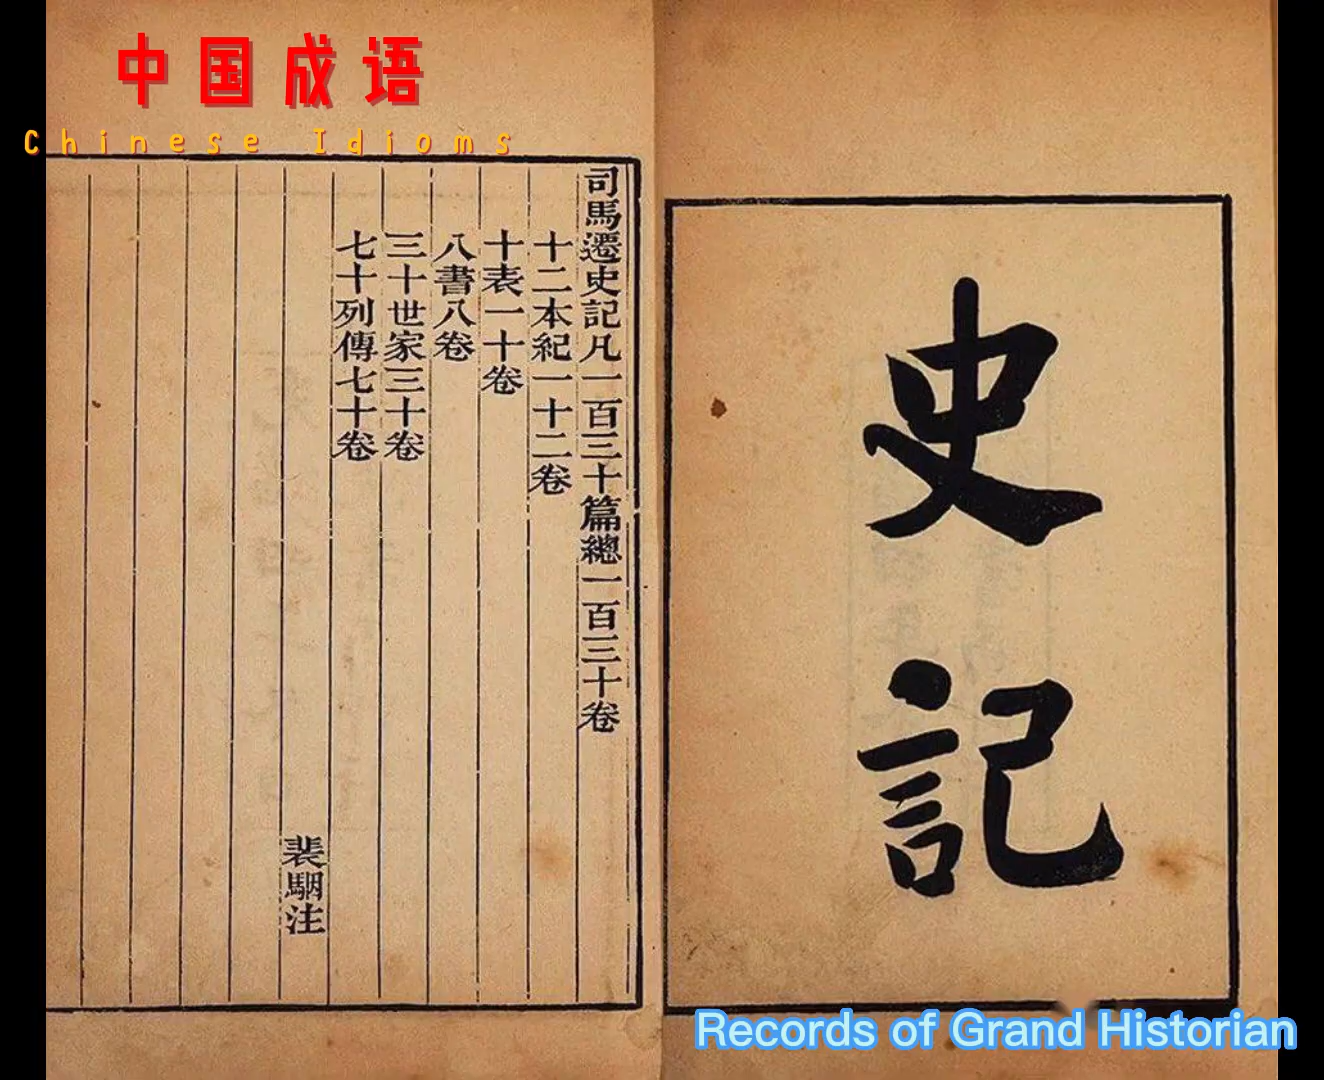 中国成语
Chinese Idioms
史記
司馬遷史記凡一百三十篇總一百三十卷
十二本紀一十二卷
十表一十卷
八書八卷
三十世家三十卷
七十列傳七十卷
裴駰注
Records of Grand Historian